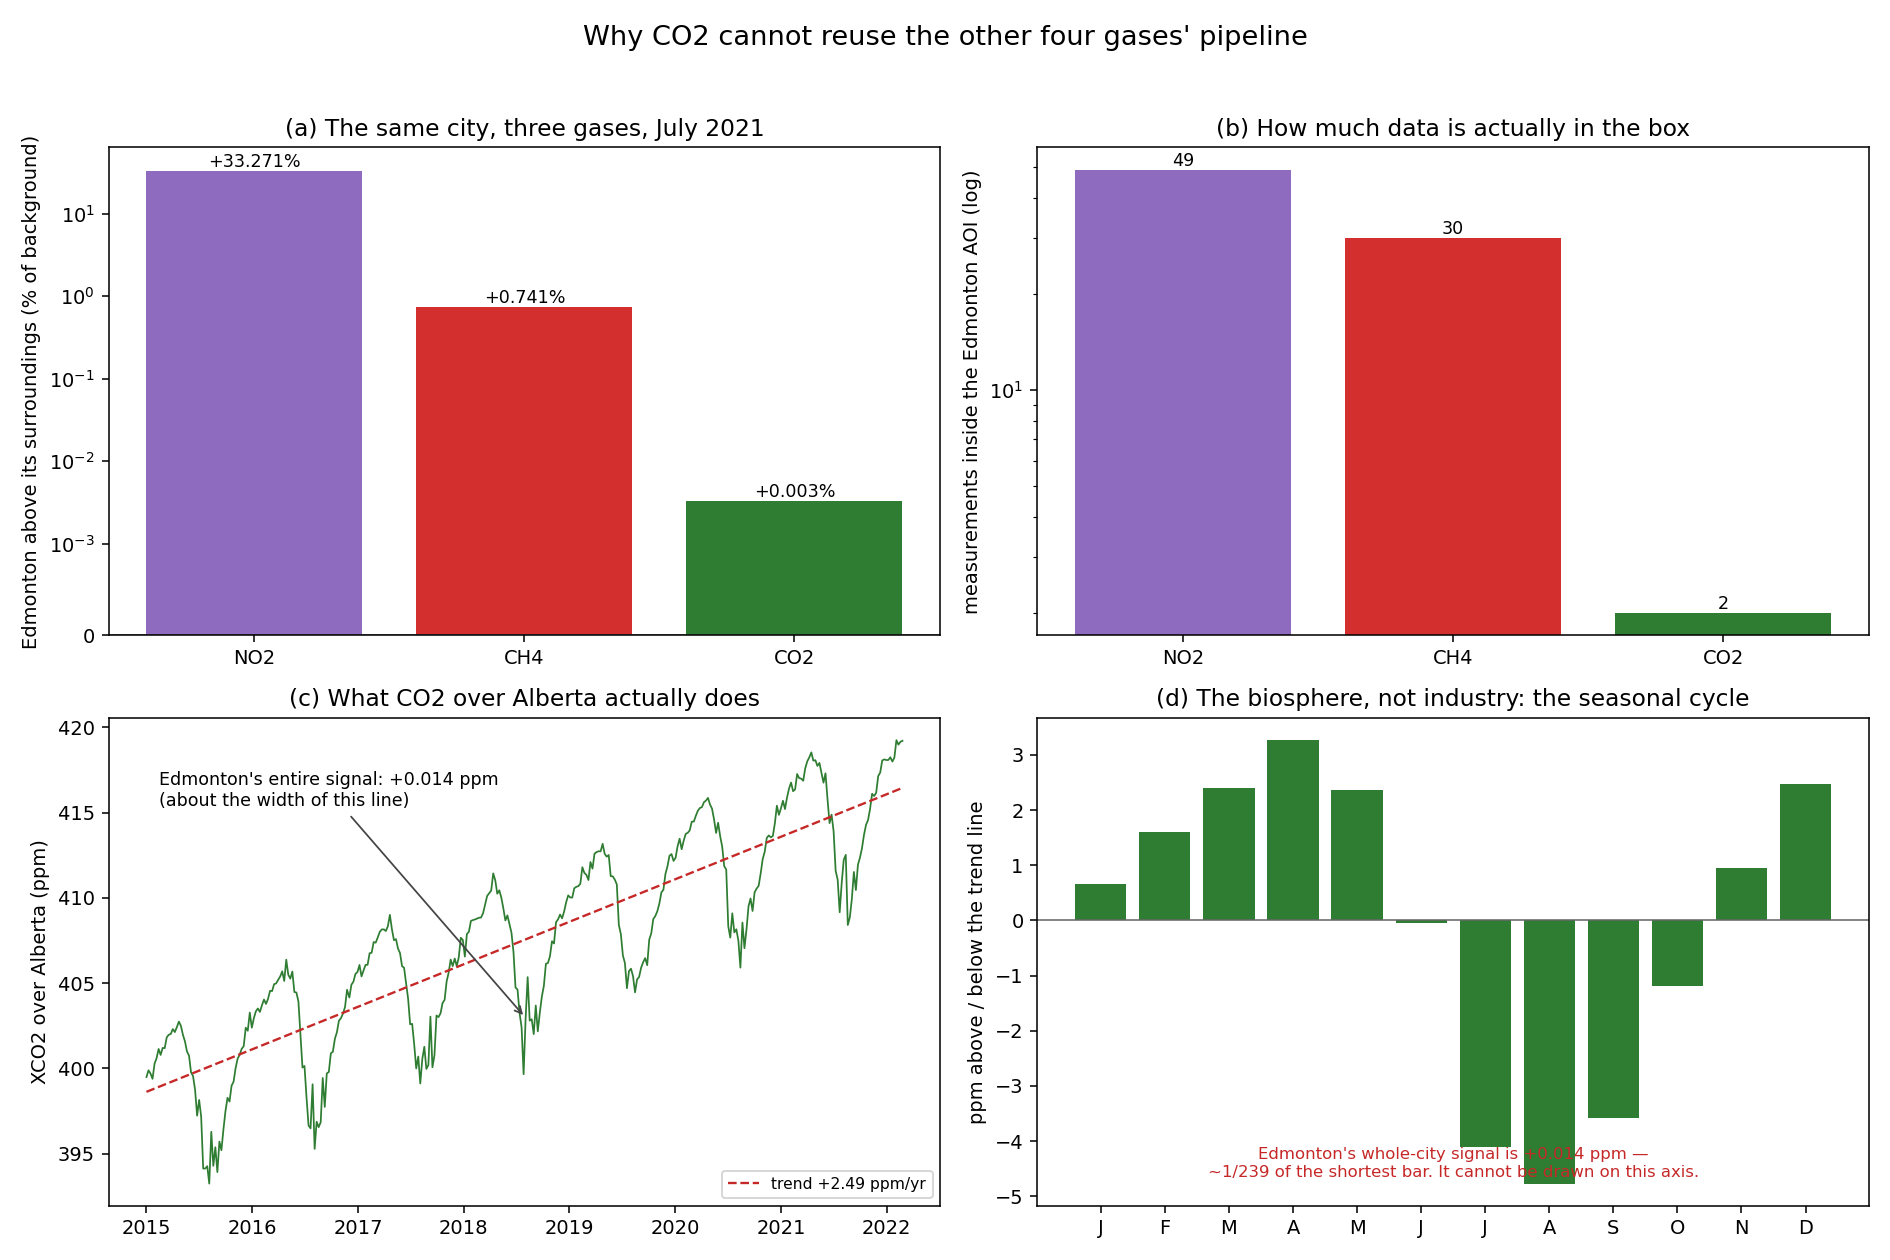 Why CO2 cannot reuse the other four gases' pipeline
(a) The same city, three gases, July 2021
Edmonton above its surroundings (% of background)
10¹
10⁰
10⁻¹
10⁻²
10⁻³
0
+33.271%
+0.741%
+0.003%
NO2 CH4 CO2
(b) How much data is actually in the box
measurements inside the Edmonton AOI (log)
10¹
49
30
2
NO2 CH4 CO2
(c) What CO2 over Alberta actually does
XCO2 over Alberta (ppm)
420
415
410
405
400
395
Edmonton's entire signal: +0.014 ppm
(about the width of this line)
trend +2.49 ppm/yr
2015 2016 2017 2018 2019 2020 2021 2022
(d) The biosphere, not industry: the seasonal cycle
ppm above / below the trend line
3
2
1
0
−1
−2
−3
−4
−5
Edmonton's whole-city signal is +0.014 ppm —
~1/239 of the shortest bar. It cannot be drawn on this axis.
J F M A M J J A S O N D